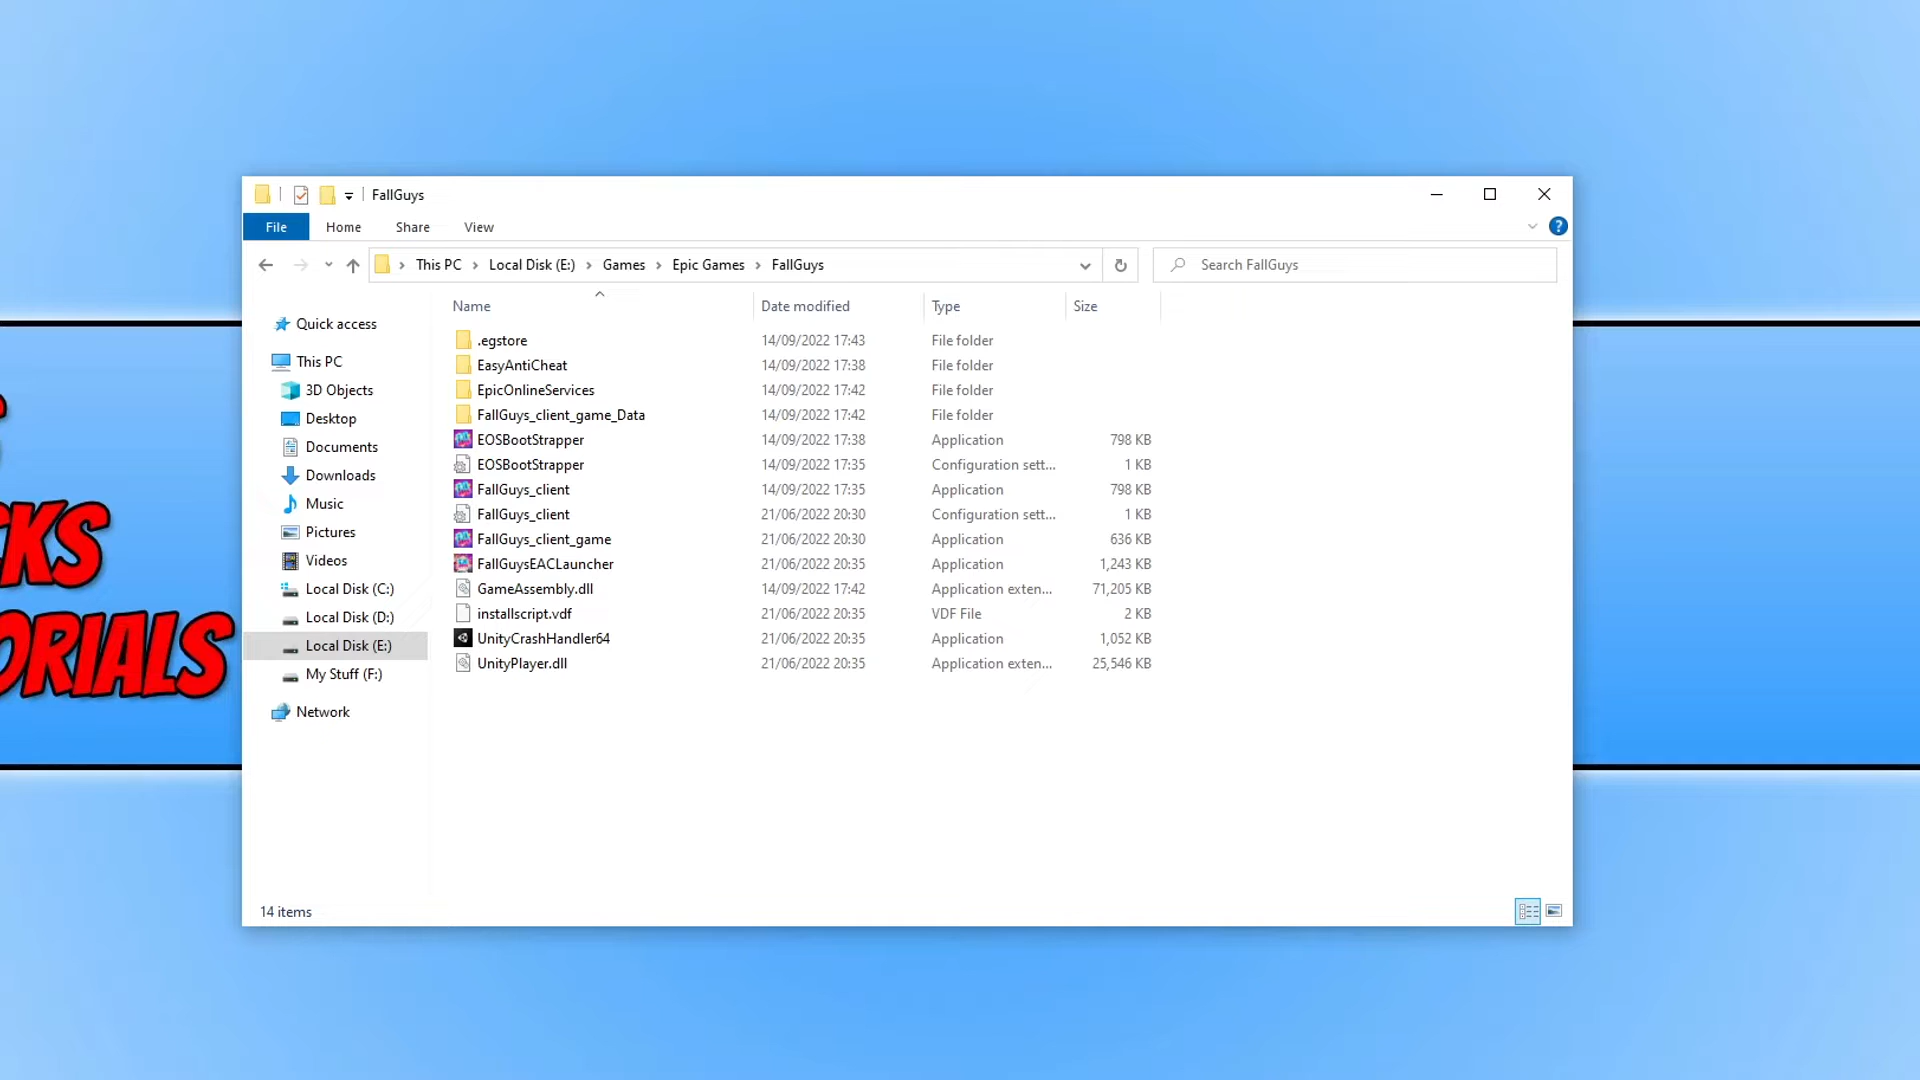 FallGuys
File Home Share View
This PC Local Disk (E:) Games Epic Games FallGuys Search FallGuys
Name Date modified Type Size
Quick access
This PC
3D Objects
Desktop
Documents
Downloads
Music
Pictures
Videos
Local Disk (C:)
Local Disk (D:)
Local Disk (E:)
My Stuff (F:)
Network
.egstore 14/09/2022 17:43 File folder
EasyAntiCheat 14/09/2022 17:38 File folder
EpicOnlineServices 14/09/2022 17:42 File folder
FallGuys_client_game_Data 14/09/2022 17:42 File folder
EOSBootStrapper 14/09/2022 17:38 Application 798 KB
EOSBootStrapper 14/09/2022 17:35 Configuration sett... 1 KB
FallGuys_client 14/09/2022 17:35 Application 798 KB
FallGuys_client 21/06/2022 20:30 Configuration sett... 1 KB
FallGuys_client_game 21/06/2022 20:30 Application 636 KB
FallGuysEACLauncher 21/06/2022 20:35 Application 1,243 KB
GameAssembly.dll 14/09/2022 17:42 Application exten... 71,205 KB
installscript.vdf 21/06/2022 20:35 VDF File 2 KB
UnityCrashHandler64 21/06/2022 20:35 Application 1,052 KB
UnityPlayer.dll 21/06/2022 20:35 Application exten... 25,546 KB
14 items
CKS
ORIALS